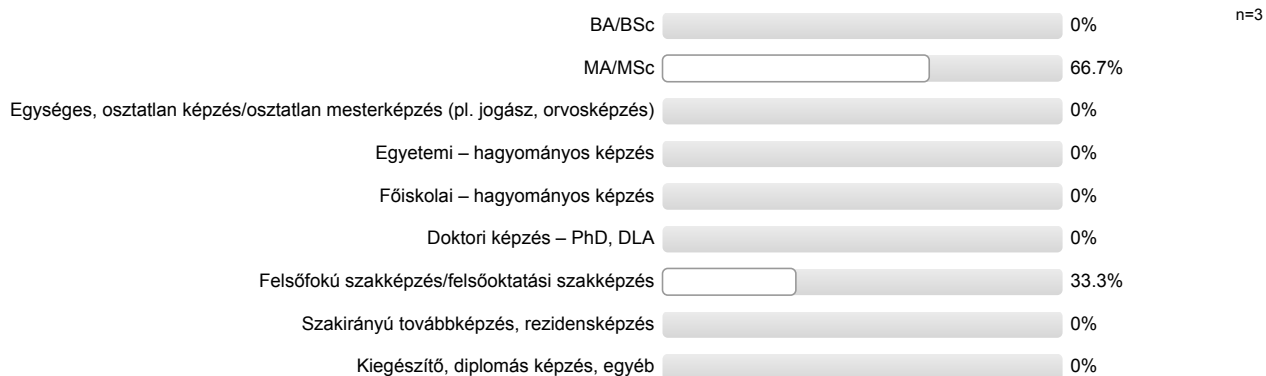 BA/BSc 0%
n=3
MA/MSc 66.7%
Egységes, osztatlan képzés/osztatlan mesterképzés (pl. jogász, orvosképzés) 0%
Egyetemi – hagyományos képzés 0%
Főiskolai – hagyományos képzés 0%
Doktori képzés – PhD, DLA 0%
Felsőfokú szakképzés/felsőoktatási szakképzés 33.3%
Szakirányú továbbképzés, rezidensképzés 0%
Kiegészítő, diplomás képzés, egyéb 0%